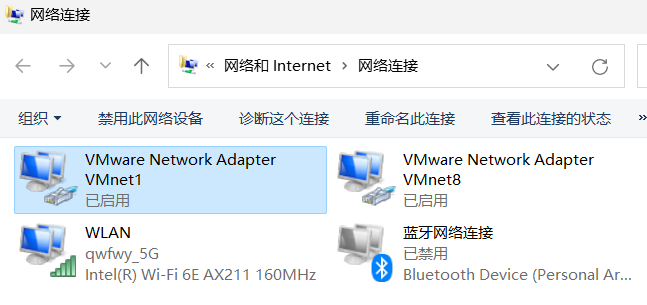 网络连接
« 网络和 Internet › 网络连接
组织 禁用此网络设备 诊断这个连接 重命名此连接 查看此连接的状态 »
VMware Network Adapter
VMnet1
已启用
VMware Network Adapter
VMnet8
已启用
WLAN
qwfwy_5G
Intel(R) Wi-Fi 6E AX211 160MHz
蓝牙网络连接
已禁用
Bluetooth Device (Personal Ar...